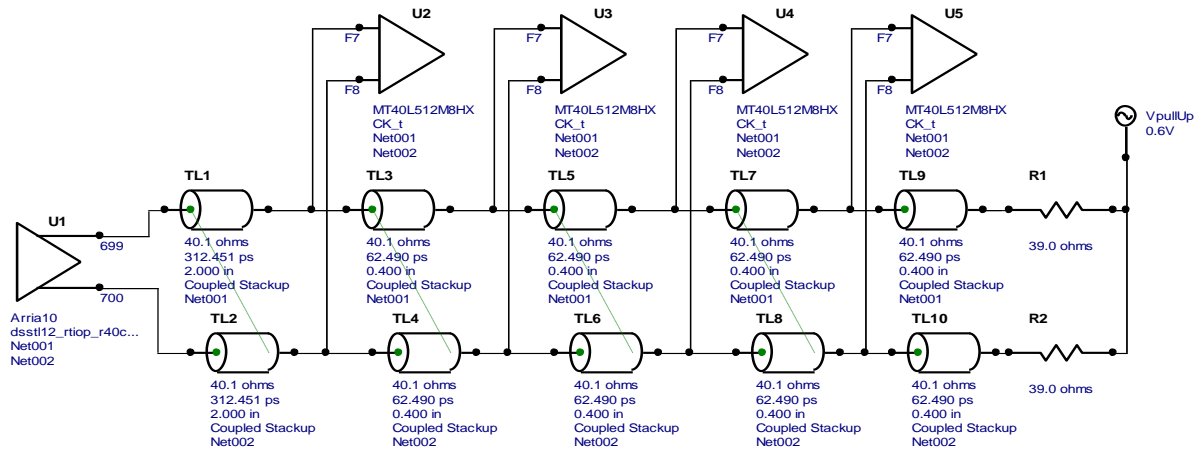 U2
F7
F8
MT40L512M8HX
CK_t
Net001
Net002
U3
F7
F8
MT40L512M8HX
CK_t
Net001
Net002
U4
F7
F8
MT40L512M8HX
CK_t
Net001
Net002
U5
F7
F8
MT40L512M8HX
CK_t
Net001
Net002
VpullUp
0.6V
U1
699
700
Arria10
dsstl12_rtiop_r40c...
Net001
Net002
TL1
40.1 ohms
312.451 ps
2.000 in
Coupled Stackup
Net001
TL3
40.1 ohms
62.490 ps
0.400 in
Coupled Stackup
Net001
TL5
40.1 ohms
62.490 ps
0.400 in
Coupled Stackup
Net001
TL7
40.1 ohms
62.490 ps
0.400 in
Coupled Stackup
Net001
TL9
40.1 ohms
62.490 ps
0.400 in
Coupled Stackup
Net001
R1
39.0 ohms
TL2
40.1 ohms
312.451 ps
2.000 in
Coupled Stackup
Net002
TL4
40.1 ohms
62.490 ps
0.400 in
Coupled Stackup
Net002
TL6
40.1 ohms
62.490 ps
0.400 in
Coupled Stackup
Net002
TL8
40.1 ohms
62.490 ps
0.400 in
Coupled Stackup
Net002
TL10
40.1 ohms
62.490 ps
0.400 in
Coupled Stackup
Net002
R2
39.0 ohms